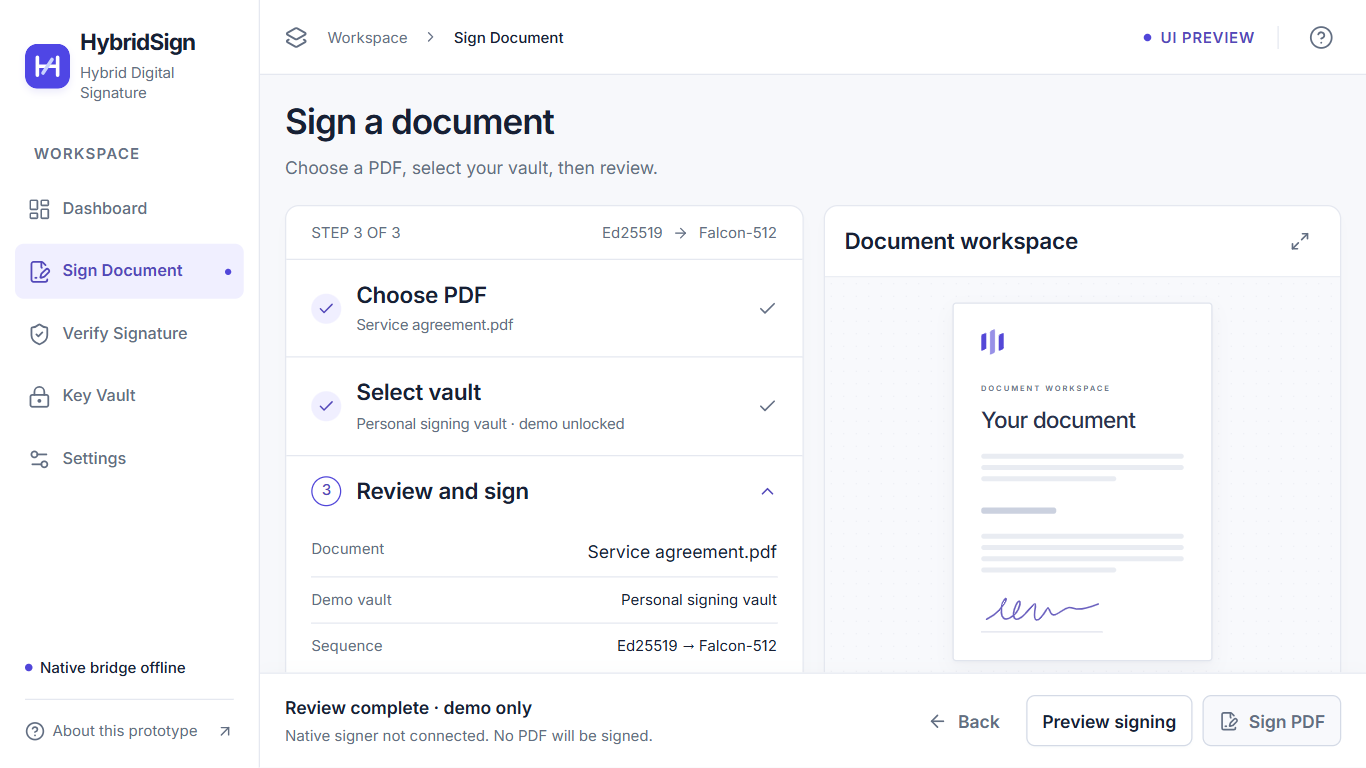 HybridSign
Hybrid Digital
Signature
WORKSPACE
Dashboard
Sign Document
Verify Signature
Key Vault
Settings
Native bridge offline
About this prototype
Workspace
Sign Document
UI PREVIEW
Sign a document
Choose a PDF, select your vault, then review.
STEP 3 OF 3
Ed25519 → Falcon-512
Choose PDF
Service agreement.pdf
Select vault
Personal signing vault · demo unlocked
3
Review and sign
Document
Service agreement.pdf
Demo vault
Personal signing vault
Sequence
Ed25519 → Falcon-512
Document workspace
DOCUMENT WORKSPACE
Your document
Review complete · demo only
Native signer not connected. No PDF will be signed.
Back
Preview signing
Sign PDF